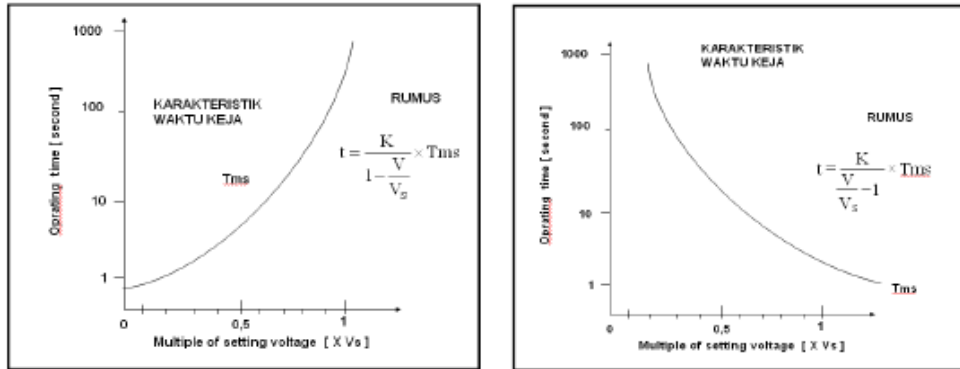 1000
100
10
1
Oprating time [ second ]
KARAKTERISTIK
WAKTU KEJA
Tms
RUMUS
t = K / (1 - V/Vs) × Tms
0
0,5
1
Multiple of setting voltage [ X Vs ]
1000
100
10
1
Oprating time [ second ]
KARAKTERISTIK
WAKTU KEJA
RUMUS
t = K / (V/Vs - 1) × Tms
Tms
0
0,5
1
Multiple of setting voltage [ X Vs ]